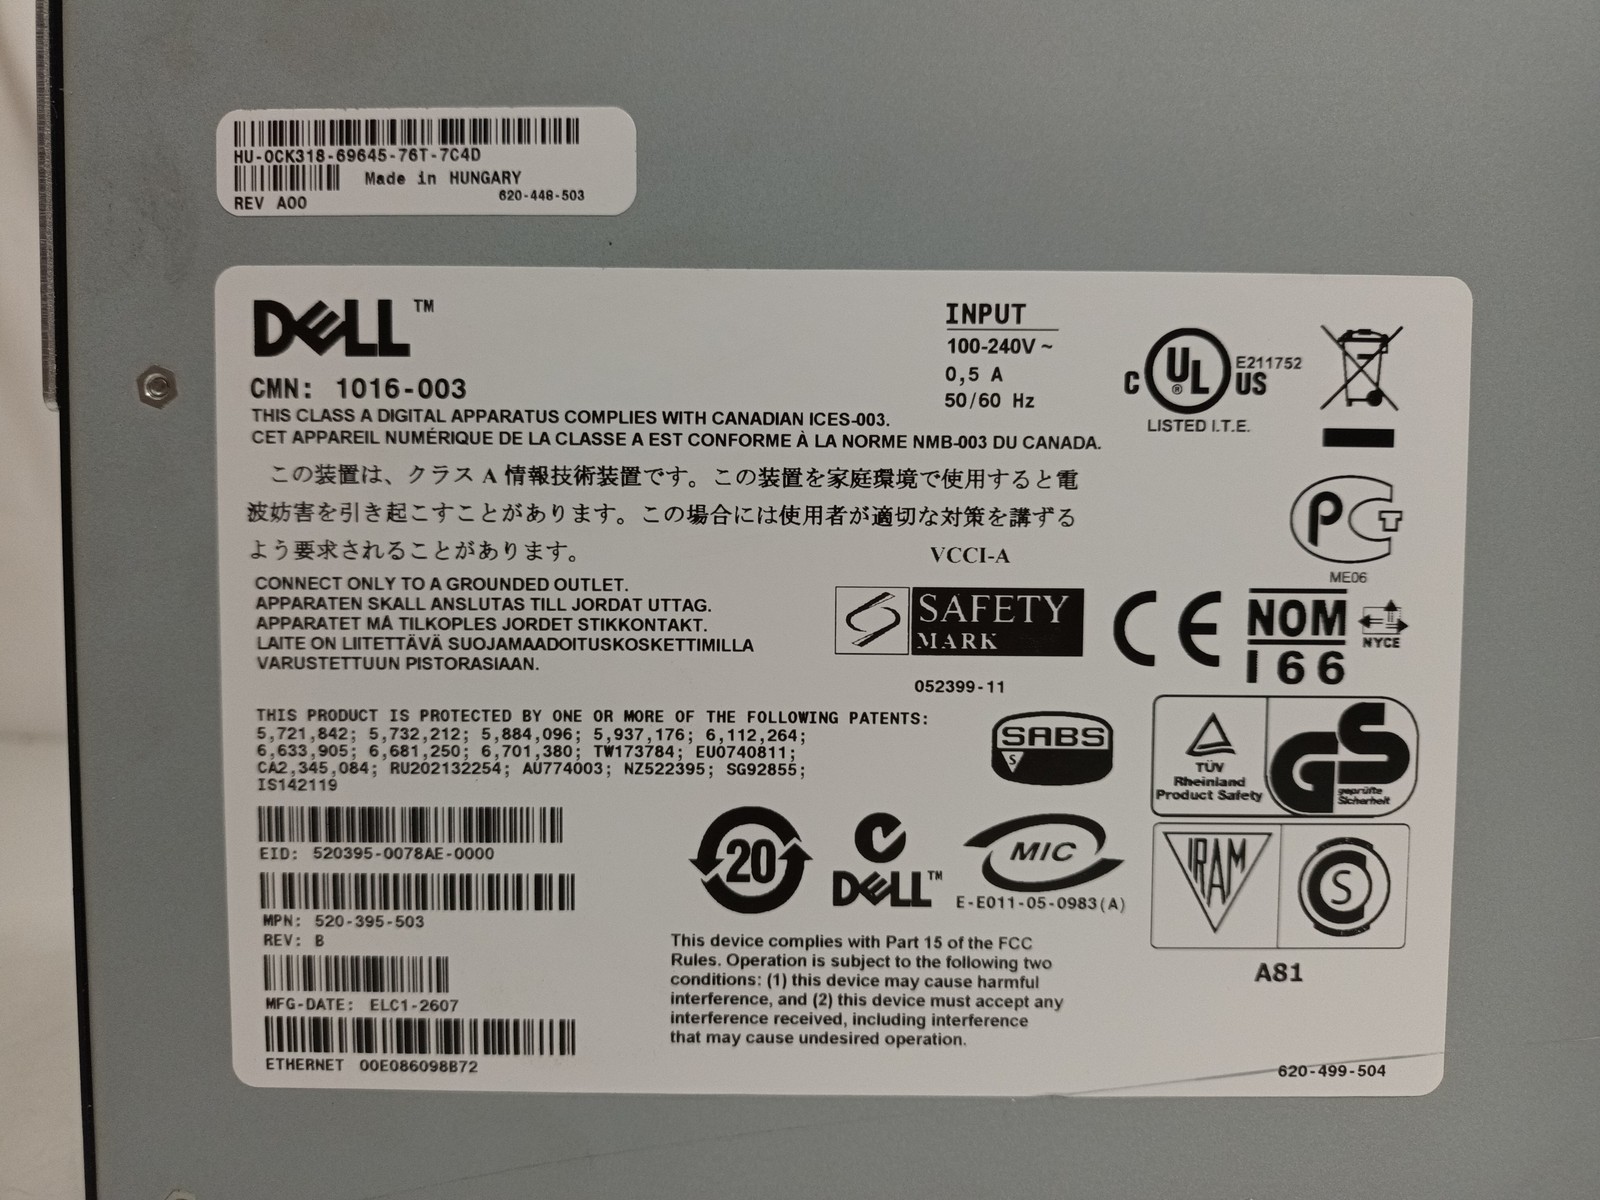 HU-0CK318-69645-76T-7C4D
Made in HUNGARY
REV A00
620-448-503
DELL™
CMN: 1016-003
INPUT
100-240V ~
0,5 A
50/60 Hz
C UL ® US
E211752
LISTED I.T.E.
THIS CLASS A DIGITAL APPARATUS COMPLIES WITH CANADIAN ICES-003.
CET APPAREIL NUMÉRIQUE DE LA CLASSE A EST CONFORME À LA NORME NMB-003 DU CANADA.
この装置は、クラス A 情報技術装置です。この装置を家庭環境で使用すると電
波妨害を引き起こすことがあります。この場合には使用者が適切な対策を講ずる
よう要求されることがあります。
VCCI-A
PCT
ME06
CONNECT ONLY TO A GROUNDED OUTLET.
APPARATEN SKALL ANSLUTAS TILL JORDAT UTTAG.
APPARATET MÅ TILKOPLES JORDET STIKKONTAKT.
LAITE ON LIITETTÄVÄ SUOJAMAADOITUSKOSKETTIMILLA
VARUSTETTUUN PISTORASIAAN.
SAFETY
MARK
052399-11
CE
NOM
166
NYCE
THIS PRODUCT IS PROTECTED BY ONE OR MORE OF THE FOLLOWING PATENTS:
5,721,842; 5,732,212; 5,884,096; 5,937,176; 6,112,264;
6,633,905; 6,681,250; 6,701,380; TW173784; EU0740811;
CA2,345,084; RU202132254; AU774003; NZ522395; SG92855;
IS142119
SABS
S
TÜV
Rheinland
Product Safety
GS
geprüfte
Sicherheit
EID: 520395-0078AE-0000
MPN: 520-395-503
REV: B
MFG-DATE: ELC1-2607
ETHERNET 00E086098B72
20
DELL™
MIC
E-E011-05-0983(A)
IRAM
S
A81
This device complies with Part 15 of the FCC
Rules. Operation is subject to the following two
conditions: (1) this device may cause harmful
interference, and (2) this device must accept any
interference received, including interference
that may cause undesired operation.
620-499-504